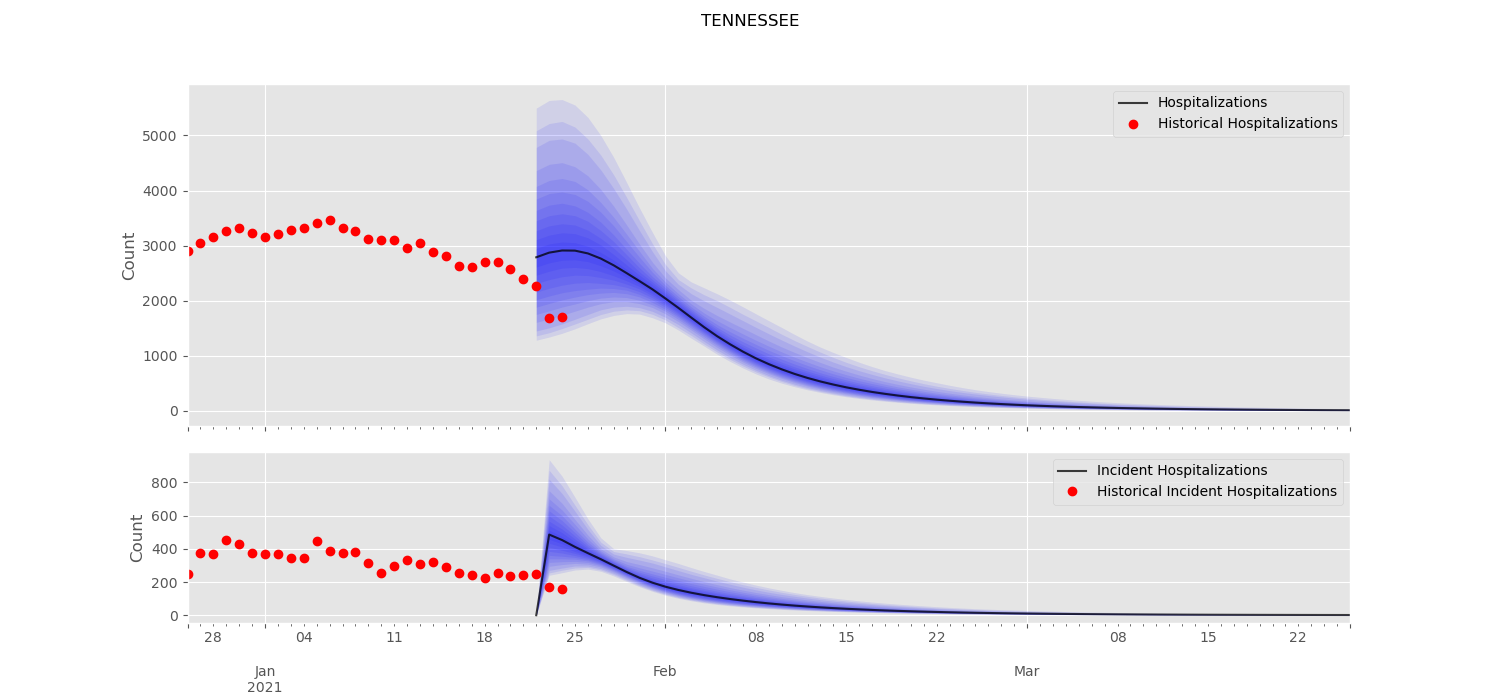 TENNESSEE
Hospitalizations
Historical Hospitalizations
Count
5000
4000
3000
2000
1000
0
Incident Hospitalizations
Historical Incident Hospitalizations
Count
800
600
400
200
0
28 04 11 18 25 08 15 22 08 15 22
Jan Feb Mar
2021